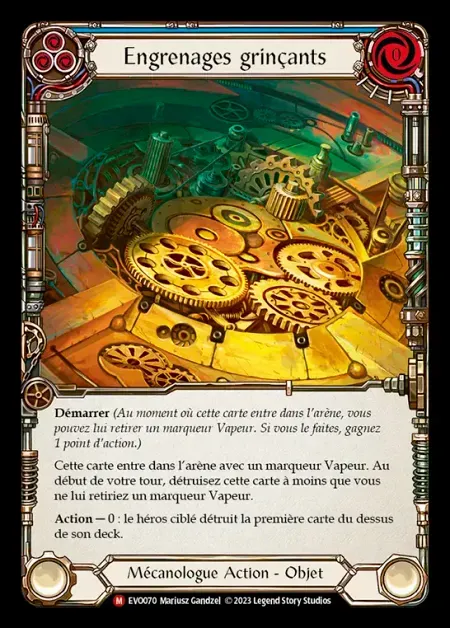 Engrenages grinçants
0
Démarrer (Au moment où cette carte entre dans l'arène, vous
pouvez lui retirer un marqueur Vapeur. Si vous le faites, gagnez
1 point d'action.)
Cette carte entre dans l'arène avec un marqueur Vapeur. Au
début de votre tour, détruisez cette carte à moins que vous
ne lui retiriez un marqueur Vapeur.
Action — 0 : le héros ciblé détruit la première carte du dessus
de son deck.
Mécanologue Action - Objet
M EVO070 Mariusz Gandzel © 2023 Legend Story Studios